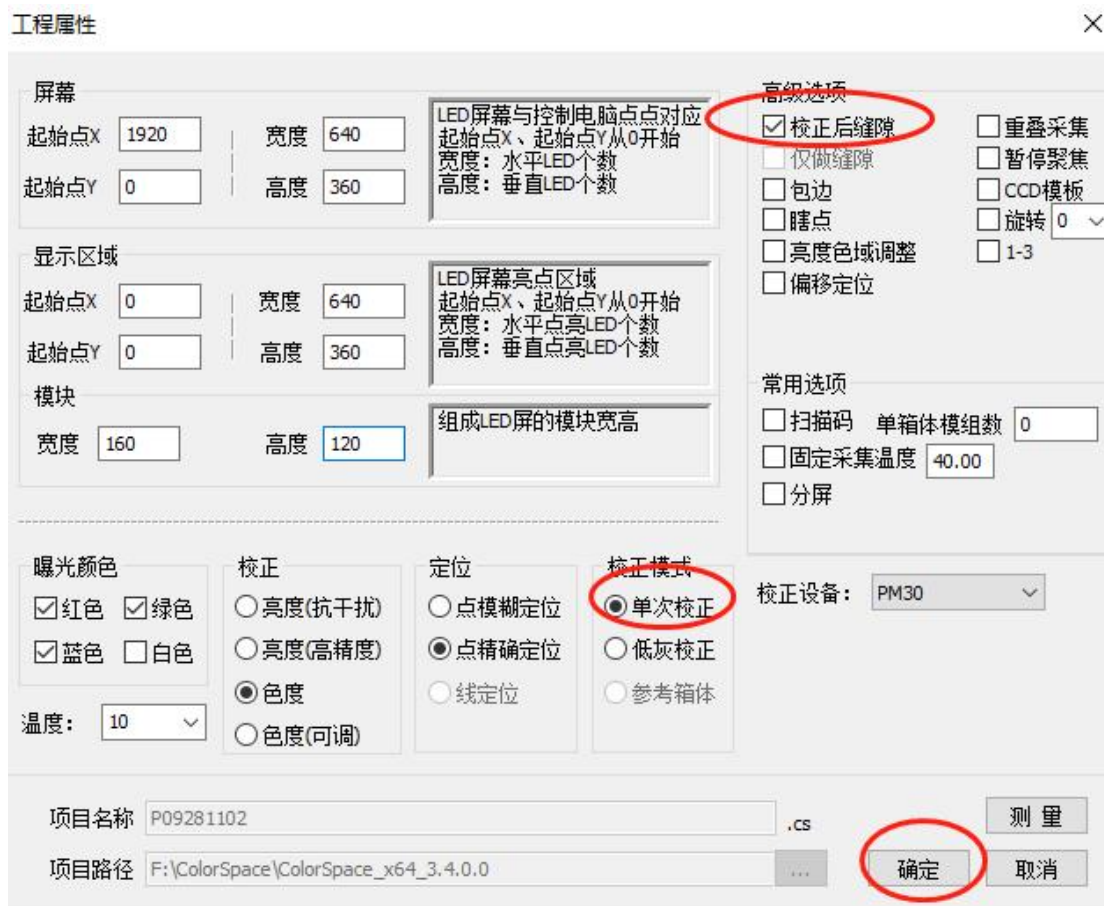 工程属性
屏幕
起始点X 1920 宽度 640
起始点Y 0 高度 360
LED屏幕与控制电脑点点对应
起始点X、起始点Y从0开始
宽度：水平LED个数
高度：垂直LED个数
显示区域
起始点X 0 宽度 640
起始点Y 0 高度 360
LED屏幕亮点区域
起始点X、起始点Y从0开始
宽度：水平点亮LED个数
高度：垂直点亮LED个数
模块
宽度 160 高度 120
组成LED屏的模块宽高
高级选项
校正后缝隙 重叠采集
仅做缝隙 暂停聚焦
包边 CCD模板
瞎点 旋转 0
亮度色域调整 1-3
偏移定位
常用选项
扫描码 单箱体模组数 0
固定采集温度 40.00
分屏
曝光颜色
红色 绿色
蓝色 白色
温度： 10
校正
亮度(抗干扰)
亮度(高精度)
色度
色度(可调)
定位
点模糊定位
点精确定位
线定位
校正模式
单次校正
低灰校正
参考箱体
校正设备： PM30
项目名称 P09281102 .cs 测 量
项目路径 F:\ColorSpace\ColorSpace_x64_3.4.0.0 ... 确定 取消